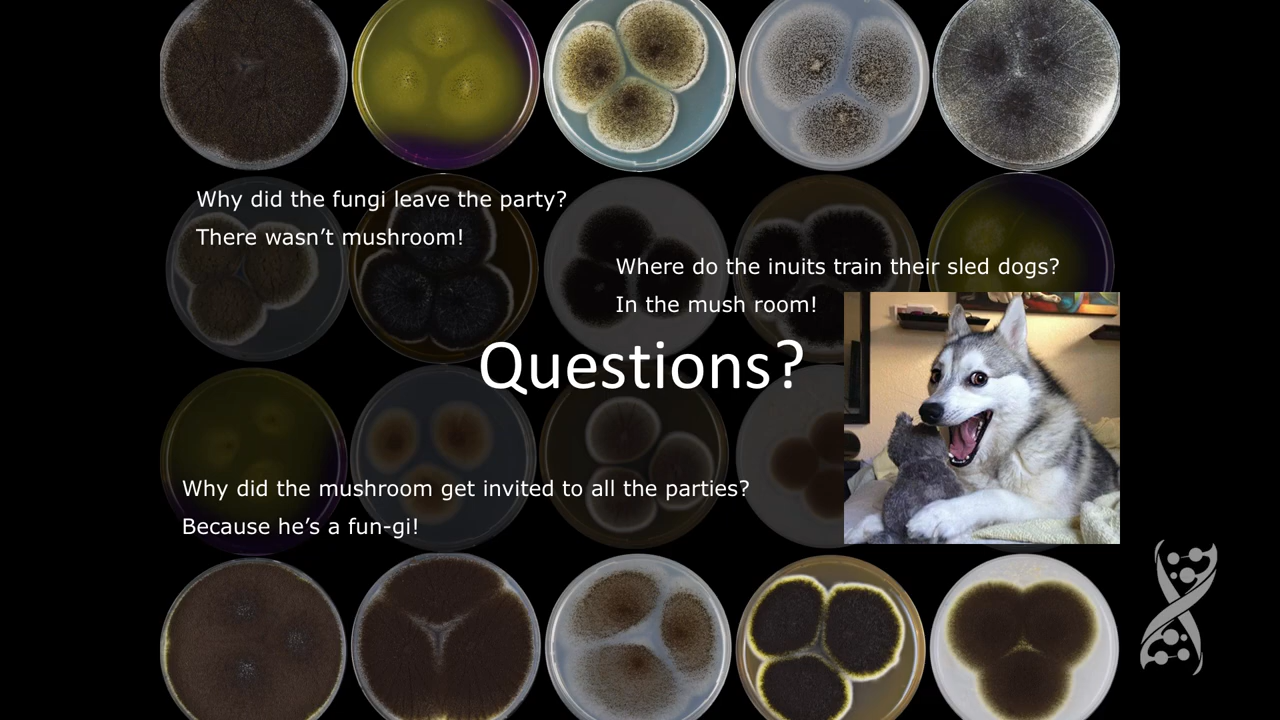 Why did the fungi leave the party?
There wasn’t mushroom!
Where do the inuits train their sled dogs?
In the mush room!
Questions?
Why did the mushroom get invited to all the parties?
Because he’s a fun-gi!